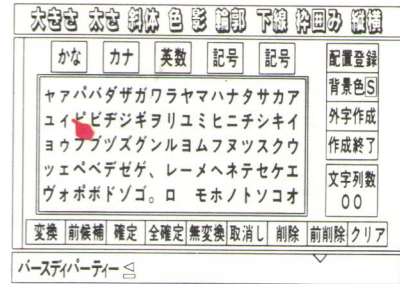 大きさ 太さ 斜体 色 影 輪郭 下線 枠囲み 縦横
かな カナ 英数 記号 記号
配置登録
背景色S
外字作成
作成終了
文字列数
00
ャァパバダザガワラヤマハナタサカア
ュィピビヂジギヲリユミヒニチシキイ
ョゥプブヅズグンルヨムフヌツスクウ
ッェペベデゼゲ、レーメヘネテセケエ
ヴォポボドゾゴ。ロ モホノトソコオ
変換 前候補 確定 全確定 無変換 取消し 削除 前削除 クリア
バースディパーティー